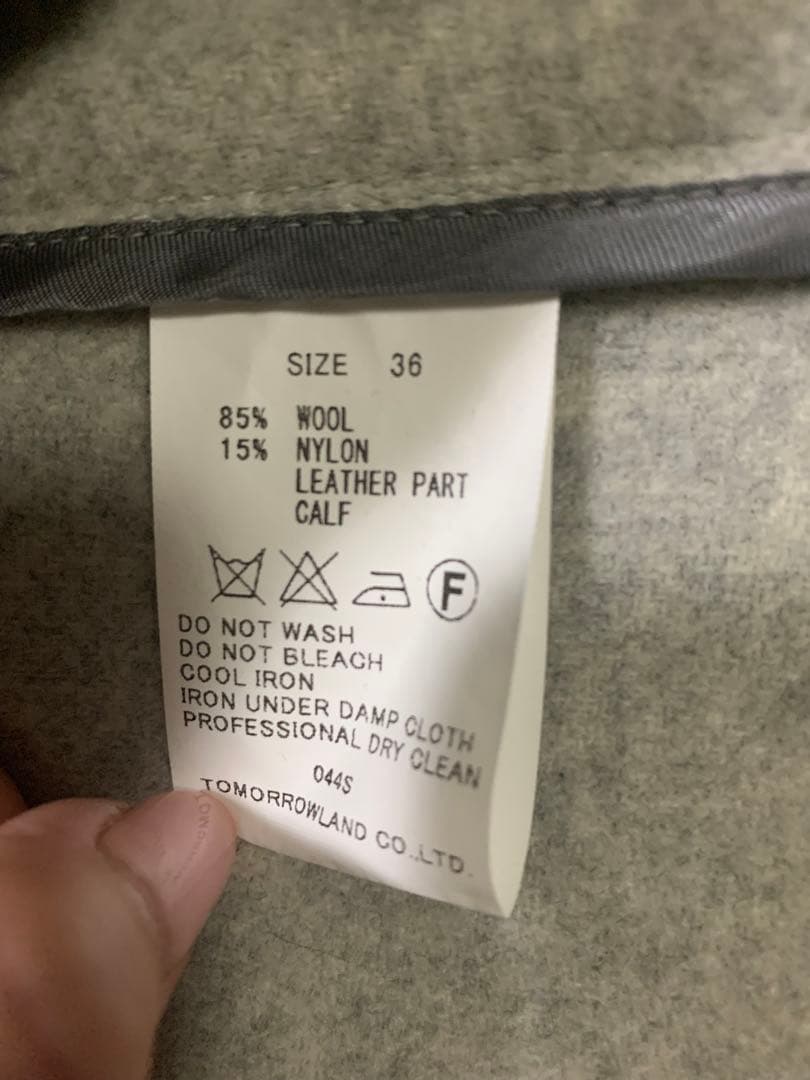 SIZE 36
85% WOOL
15% NYLON
LEATHER PART
CALF
F
DO NOT WASH
DO NOT BLEACH
COOL IRON
IRON UNDER DAMP CLOTH
PROFESSIONAL DRY CLEAN
044S
TOMORROWLAND CO.,LTD.